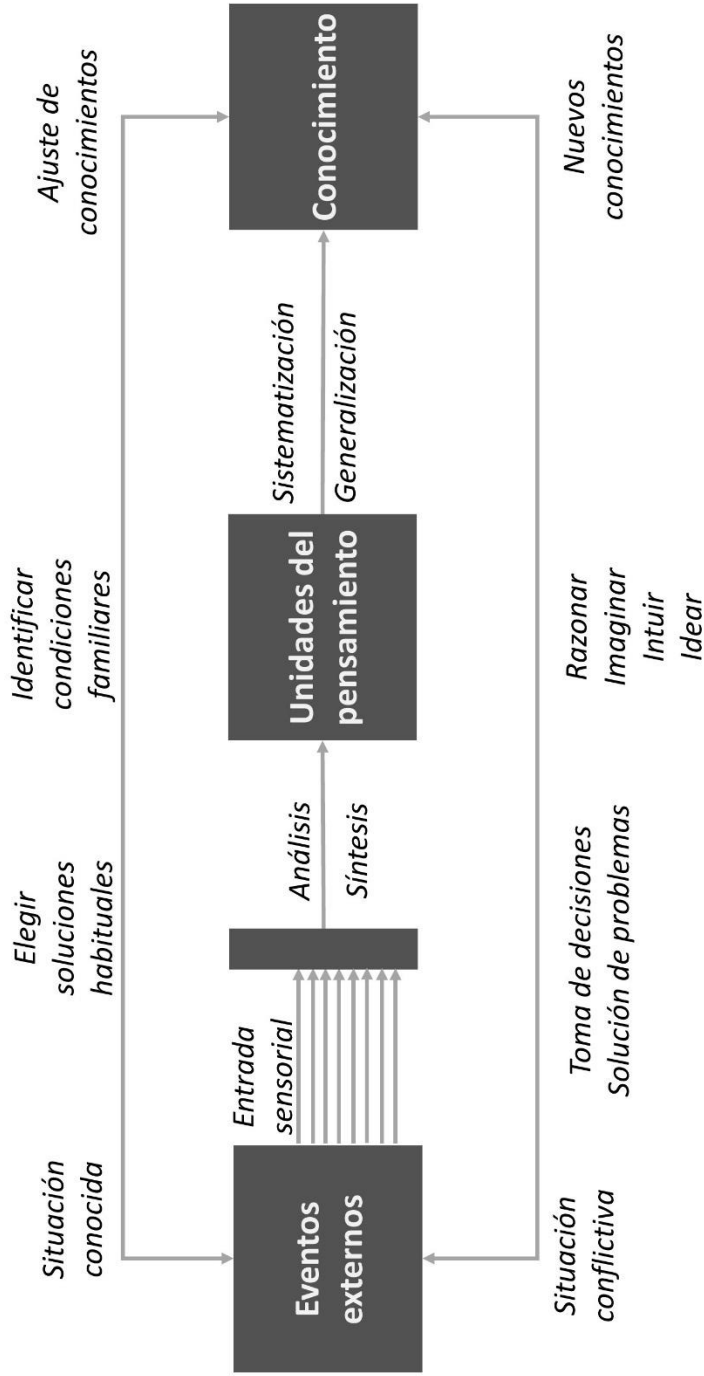 Situación
conocida
Elegir
soluciones
habituales
Identificar
condiciones
familiares
Ajuste de
conocimientos
Eventos
externos
Entrada
sensorial
Análisis
Síntesis
Unidades del
pensamiento
Sistematización
Generalización
Conocimiento
Situación
conflictiva
Toma de decisiones
Solución de problemas
Razonar
Imaginar
Intuir
Idear
Nuevos
conocimientos